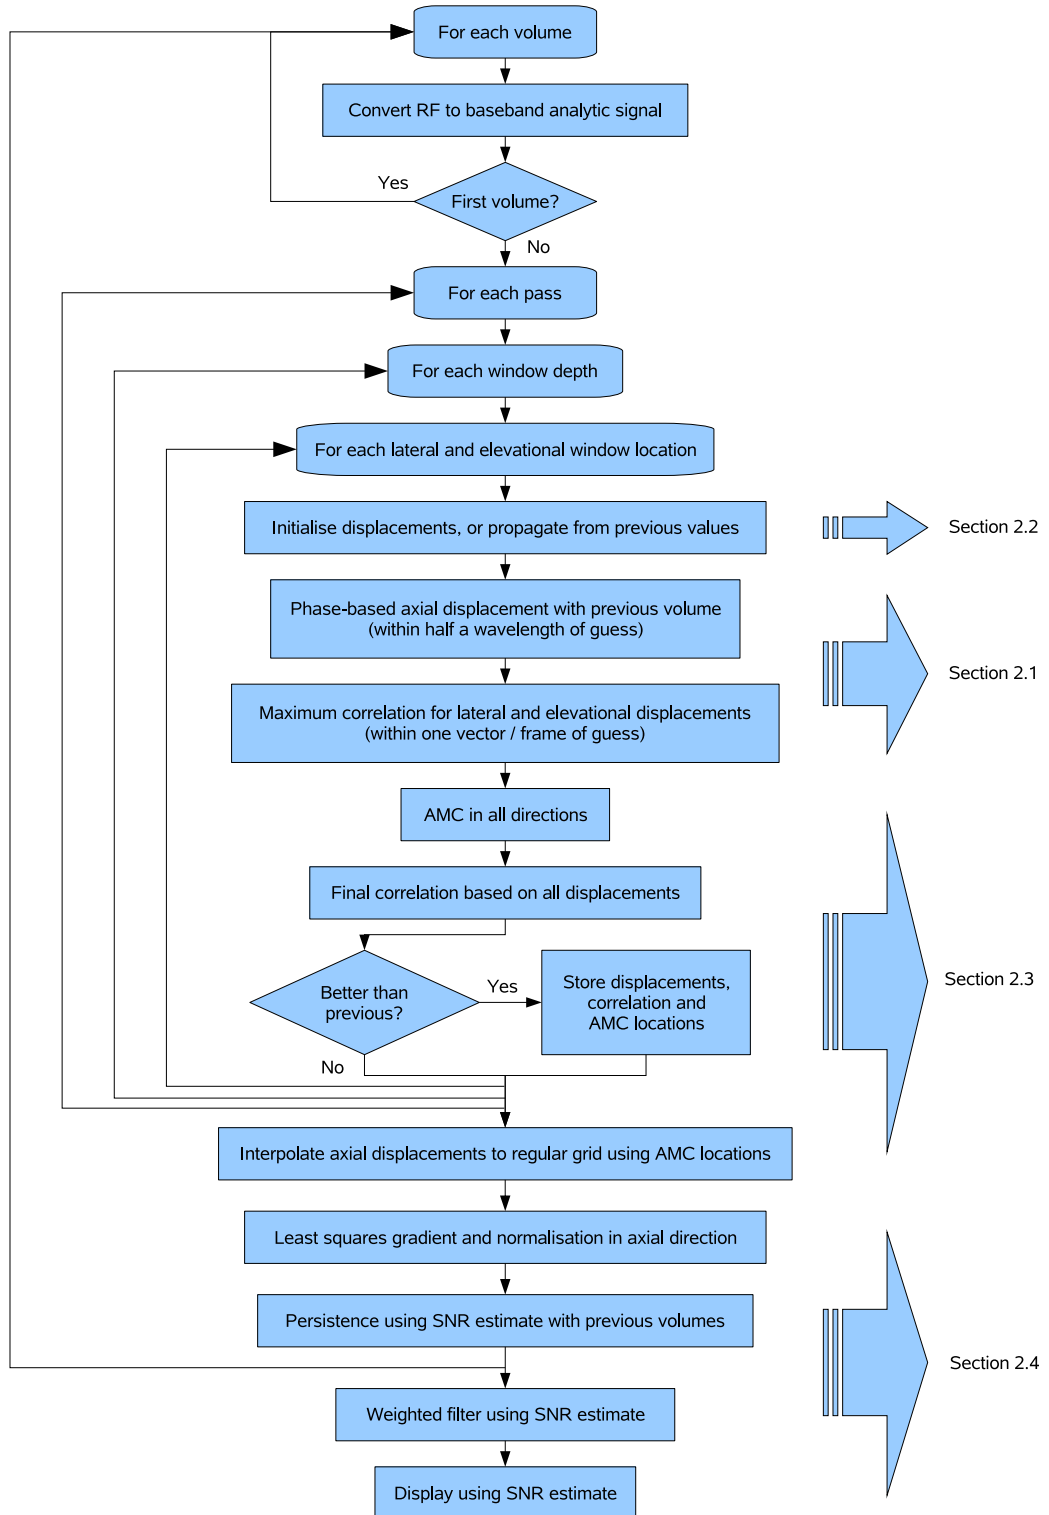 For each volume
Convert RF to baseband analytic signal
Yes
First volume?
No
For each pass
For each window depth
For each lateral and elevational window location
Initialise displacements, or propagate from previous values
Section 2.2
Phase-based axial displacement with previous volume
(within half a wavelength of guess)
Section 2.1
Maximum correlation for lateral and elevational displacements
(within one vector / frame of guess)
AMC in all directions
Final correlation based on all displacements
Better than
previous?
Yes
Store displacements,
correlation and
AMC locations
Section 2.3
No
Interpolate axial displacements to regular grid using AMC locations
Least squares gradient and normalisation in axial direction
Persistence using SNR estimate with previous volumes
Section 2.4
Weighted filter using SNR estimate
Display using SNR estimate